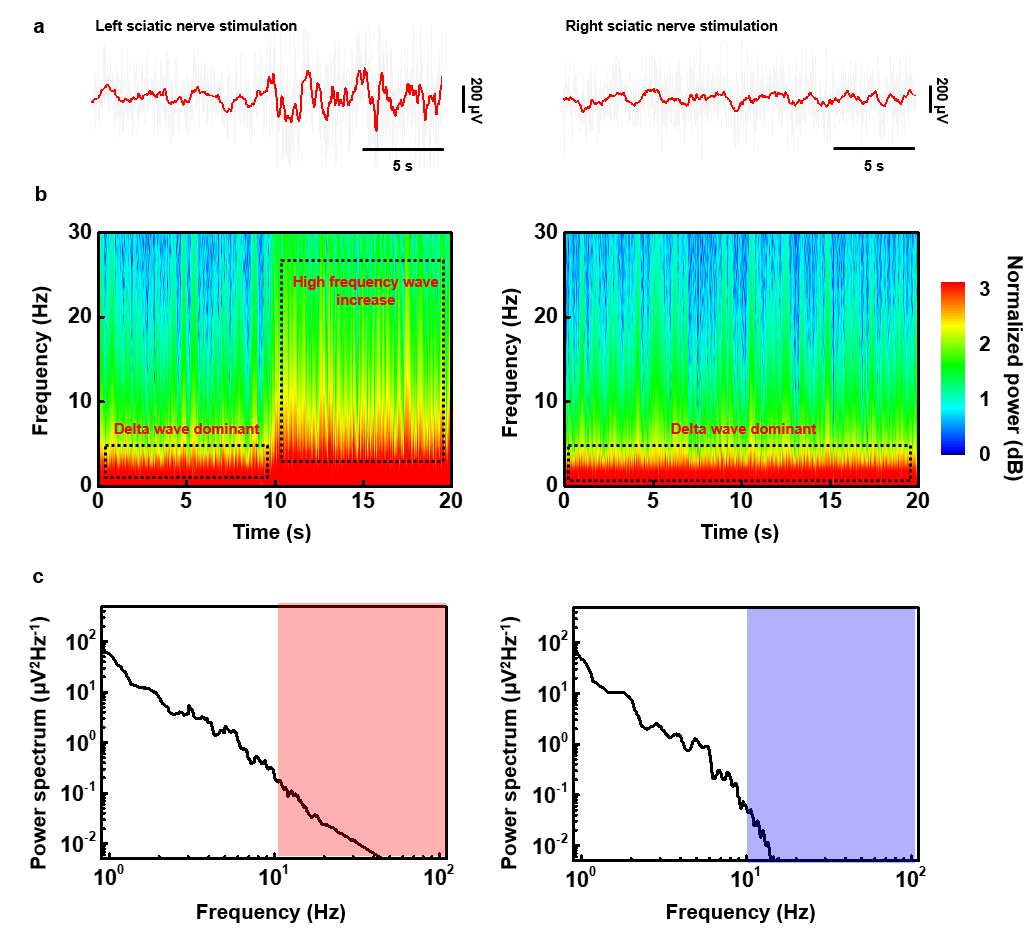 a
Left sciatic nerve stimulation
Right sciatic nerve stimulation
200 µV
5 s
200 µV
5 s
b
30
20
10
0
Frequency (Hz)
High frequency wave
increase
Delta wave dominant
0
5
10
15
20
Time (s)
30
20
10
0
Frequency (Hz)
Delta wave dominant
0
5
10
15
20
Time (s)
3
2
1
0
Normalized power (dB)
c
Power spectrum (µV²Hz⁻¹)
10²
10¹
10⁰
10⁻¹
10⁻²
10⁰
10¹
10²
Frequency (Hz)
Power spectrum (µV²Hz⁻¹)
10²
10¹
10⁰
10⁻¹
10⁻²
10⁰
10¹
10²
Frequency (Hz)